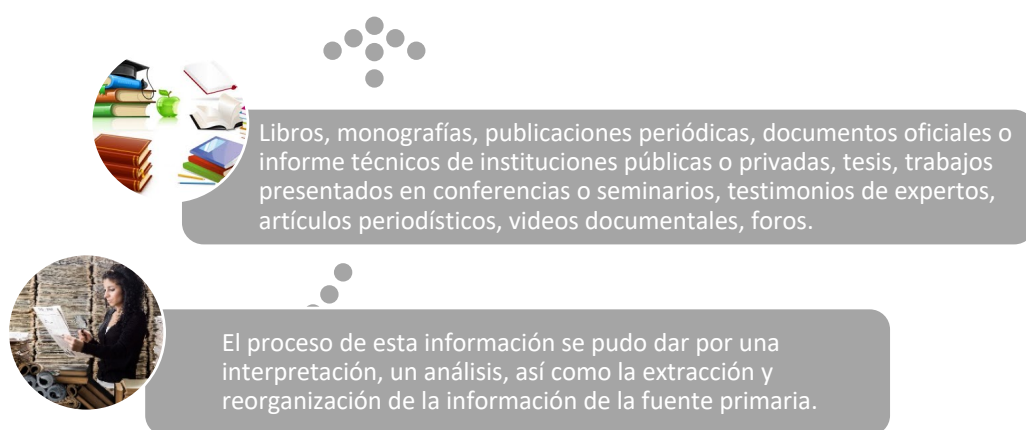 Libros, monografías, publicaciones periódicas, documentos oficiales o
informe técnicos de instituciones públicas o privadas, tesis, trabajos
presentados en conferencias o seminarios, testimonios de expertos,
artículos periodísticos, videos documentales, foros.
El proceso de esta información se pudo dar por una
interpretación, un análisis, así como la extracción y
reorganización de la información de la fuente primaria.